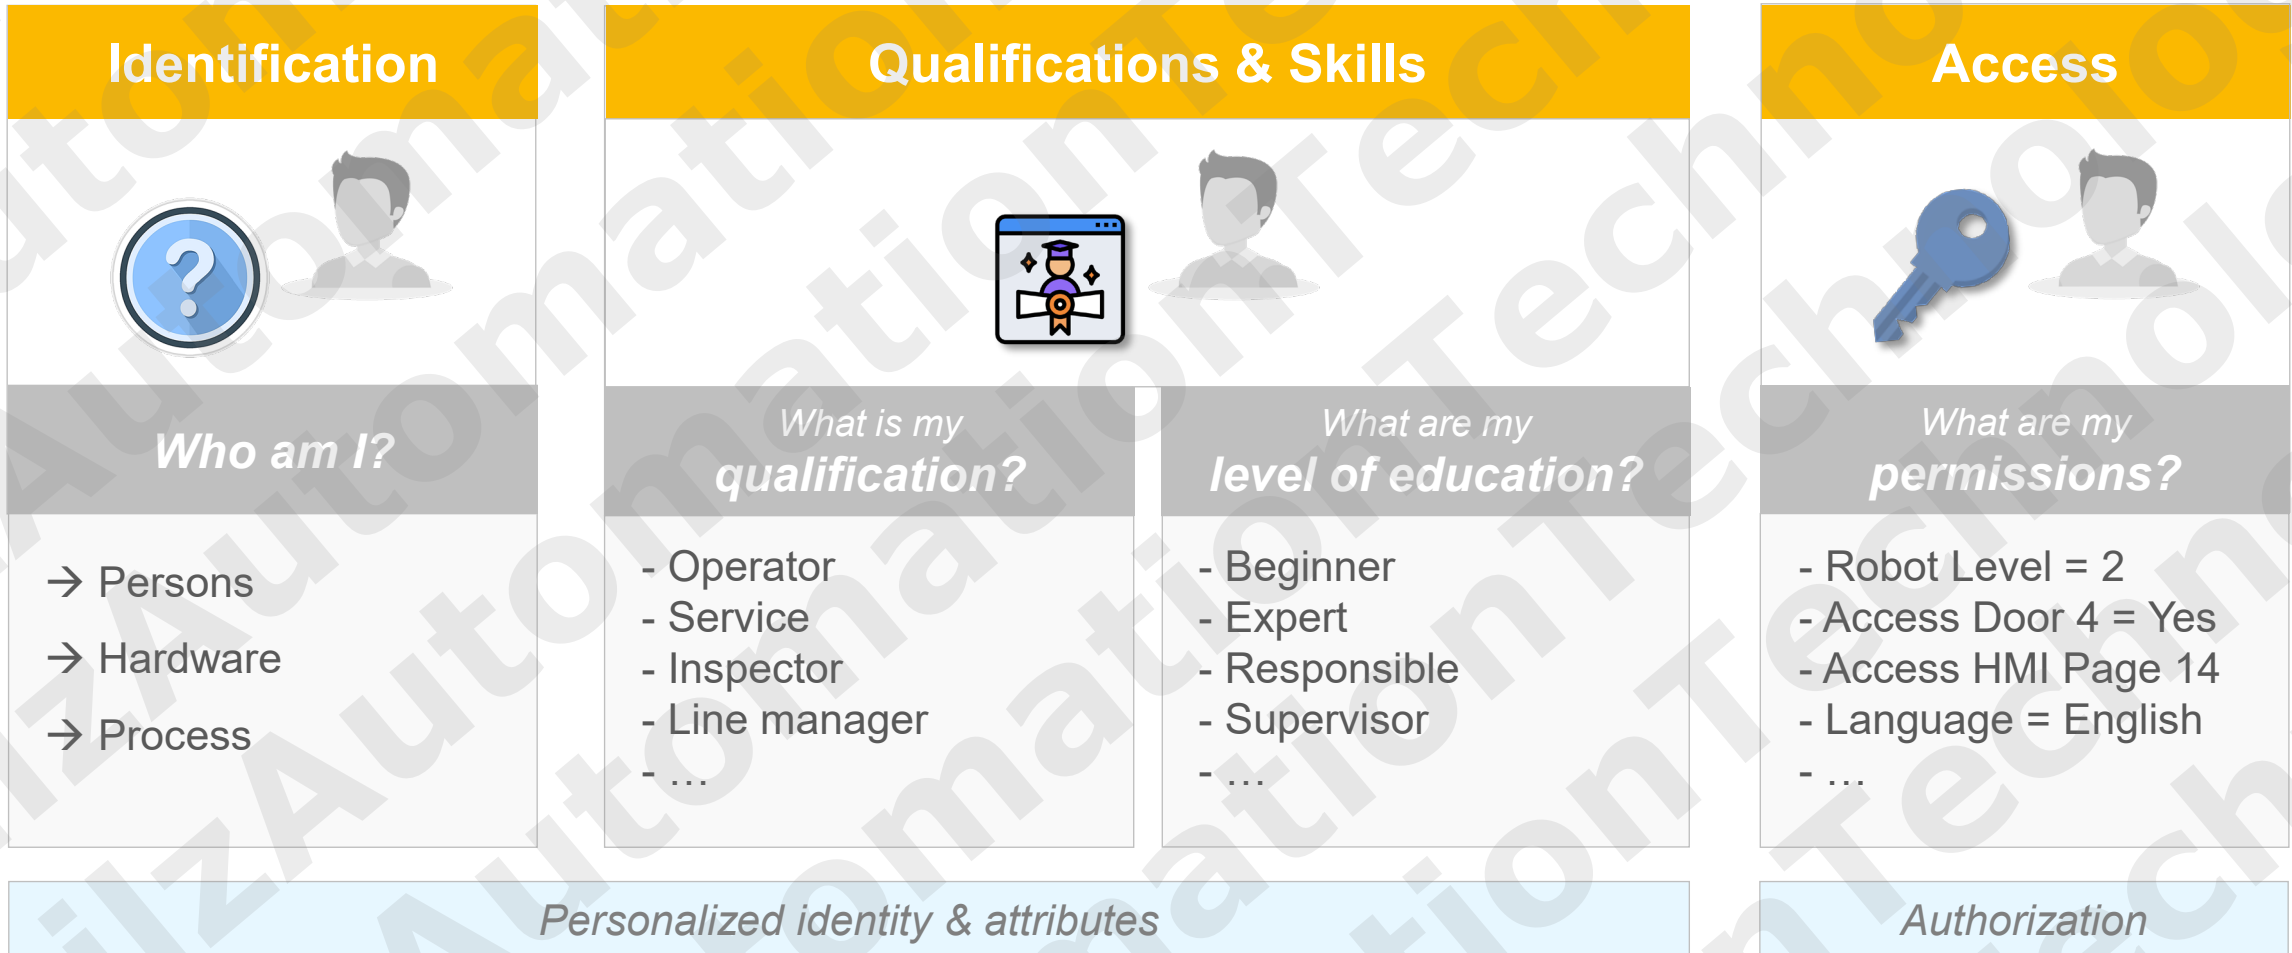 Identification
Qualifications & Skills
Access
Who am I?
What is my
qualification?
What are my
level of education?
What are my
permissions?
→ Persons
→ Hardware
→ Process
- Operator
- Service
- Inspector
- Line manager
- …
- Beginner
- Expert
- Responsible
- Supervisor
- …
- Robot Level = 2
- Access Door 4 = Yes
- Access HMI Page 14
- Language = English
- …
Personalized identity & attributes
Authorization